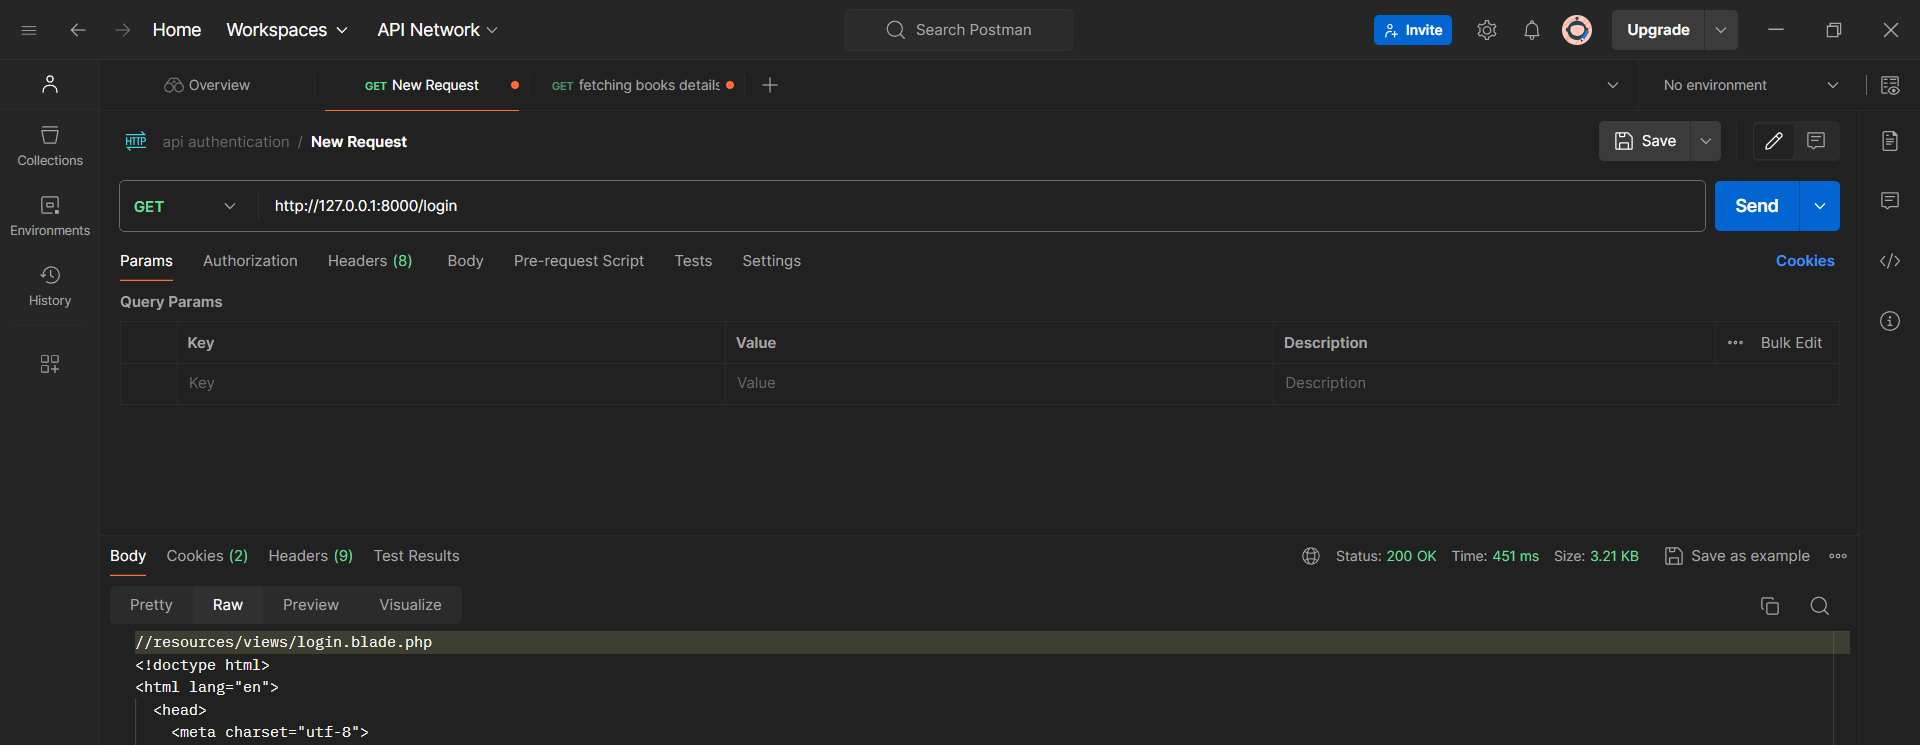 Home Workspaces API Network Search Postman Invite Upgrade
Overview GET New Request GET fetching books details No environment
HTTP api authentication / New Request Save
Collections
GET http://127.0.0.1:8000/login Send
Environments
Params Authorization Headers (8) Body Pre-request Script Tests Settings Cookies
History
Query Params
Key Value Description Bulk Edit
Key Value Description
Body Cookies (2) Headers (9) Test Results Status: 200 OK Time: 451 ms Size: 3.21 KB Save as example
Pretty Raw Preview Visualize
//resources/views/login.blade.php
<!doctype html>
<html lang="en">
<head>
<meta charset="utf-8">